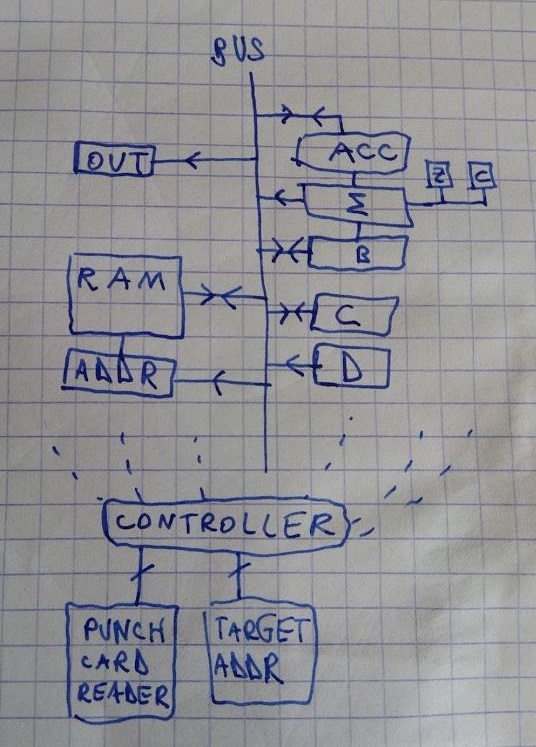 BUS
ACC
OUT
Z
C
Σ
B
RAM
C
ADDR
D
CONTROLLER
PUNCH
CARD
READER
TARGET
ADDR